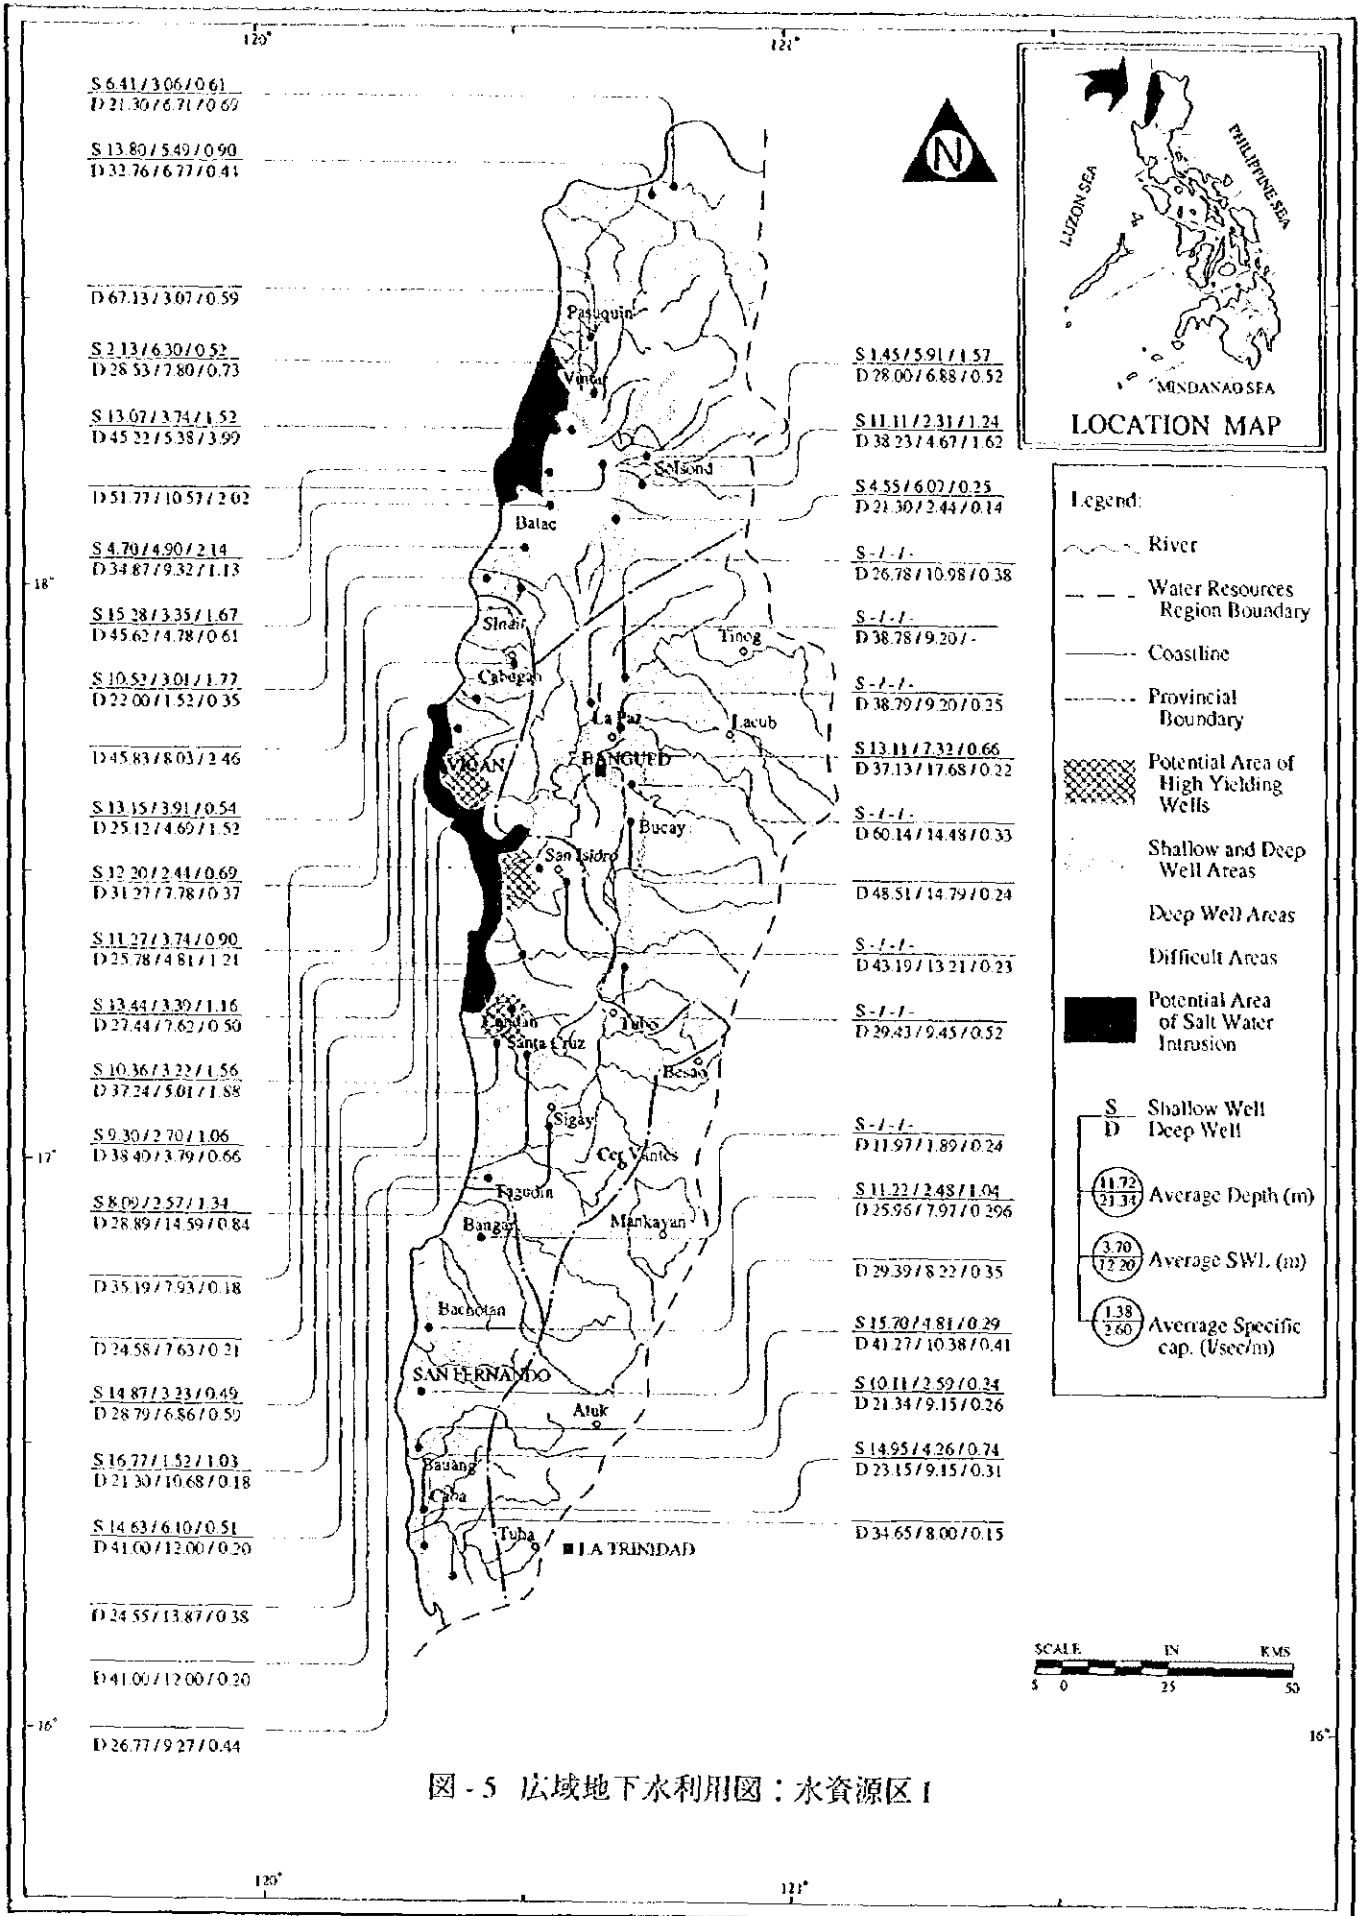 120°
121°
S 6.41 / 3.06 / 0.61
D 21.30 / 6.71 / 0.69
S 13.80 / 5.49 / 0.90
D 32.76 / 6.77 / 0.41
D 67.13 / 3.07 / 0.59
S 2.13 / 6.30 / 0.52
D 28.53 / 7.80 / 0.73
S 13.07 / 3.74 / 1.52
D 45.22 / 5.38 / 3.99
D 51.77 / 10.57 / 2.02
S 4.70 / 4.90 / 2.14
D 34.87 / 9.32 / 1.13
18°
S 15.28 / 3.35 / 1.67
D 45.62 / 4.78 / 0.61
S 10.52 / 3.01 / 1.77
D 22.00 / 1.52 / 0.35
D 45.83 / 8.03 / 2.46
S 13.15 / 3.91 / 0.54
D 25.12 / 4.69 / 1.52
S 12.20 / 2.44 / 0.69
D 31.27 / 7.78 / 0.37
S 11.27 / 3.74 / 0.90
D 25.78 / 4.81 / 1.21
S 13.44 / 3.39 / 1.16
D 27.44 / 7.62 / 0.50
S 10.36 / 3.22 / 1.56
D 37.24 / 5.01 / 1.88
S 9.30 / 2.70 / 1.06
D 38.40 / 3.79 / 0.66
17°
S 8.09 / 2.57 / 1.34
D 28.89 / 14.59 / 0.84
D 35.19 / 7.93 / 0.18
D 24.58 / 7.63 / 0.21
S 14.87 / 3.23 / 0.49
D 28.79 / 6.86 / 0.59
S 16.77 / 1.52 / 1.03
D 21.30 / 10.68 / 0.18
S 14.63 / 6.10 / 0.51
D 41.00 / 12.00 / 0.20
D 24.55 / 13.87 / 0.38
D 41.00 / 12.00 / 0.20
16°
D 26.77 / 9.27 / 0.44
Pasuquin
Vintar
Solsond
Batac
Sinait
Cabugao
Tineg
La Paz
Lacub
VIGAN
BANGUED
Bucay
San Isidro
Candan
Santa Cruz
Tubo
Besao
Sigay
Cer Vantes
Tagudin
Bangar
Mankayan
Bacnotan
SAN FERNANDO
Atuk
Bauang
Caba
Tuba
LA TRINIDAD
S 1.45 / 5.91 / 1.57
D 28.00 / 6.88 / 0.52
S 11.11 / 2.31 / 1.24
D 38.23 / 4.67 / 1.62
S 4.55 / 6.07 / 0.25
D 21.30 / 2.44 / 0.14
S - / - / -
D 26.78 / 10.98 / 0.38
S - / - / -
D 38.78 / 9.20 / -
S - / - / -
D 38.79 / 9.20 / 0.25
S 13.11 / 7.32 / 0.66
D 37.13 / 17.68 / 0.22
S - / - / -
D 60.14 / 14.48 / 0.33
D 48.51 / 14.79 / 0.24
S - / - / -
D 43.19 / 13.21 / 0.23
S - / - / -
D 29.43 / 9.45 / 0.52
S - / - / -
D 11.97 / 1.89 / 0.24
S 11.22 / 2.48 / 1.04
D 25.96 / 7.97 / 0.296
D 29.39 / 8.22 / 0.35
S 15.70 / 4.81 / 0.29
D 41.27 / 10.38 / 0.41
S 10.11 / 2.59 / 0.24
D 21.34 / 9.15 / 0.26
S 14.95 / 4.26 / 0.74
D 23.15 / 9.15 / 0.31
D 34.65 / 8.00 / 0.15
N
LUZON SEA
PHILIPPINE SEA
MINDANAO SEA
LOCATION MAP
Legend:
River
Water Resources
Region Boundary
Coastline
Provincial
Boundary
Potential Area of
High Yielding
Wells
Shallow and Deep
Well Areas
Deep Well Areas
Difficult Areas
Potential Area
of Salt Water
Intrusion
S Shallow Well
D Deep Well
11.72
21.34
Average Depth (m)
3.70
12.20
Average SWL. (m)
1.38
2.60
Averrage Specific
cap. (l/sec/m)
SCALE IN KMS
5 0 25 50
16°
図 - 5 広域地下水利用図：水資源区 I
120°
121°